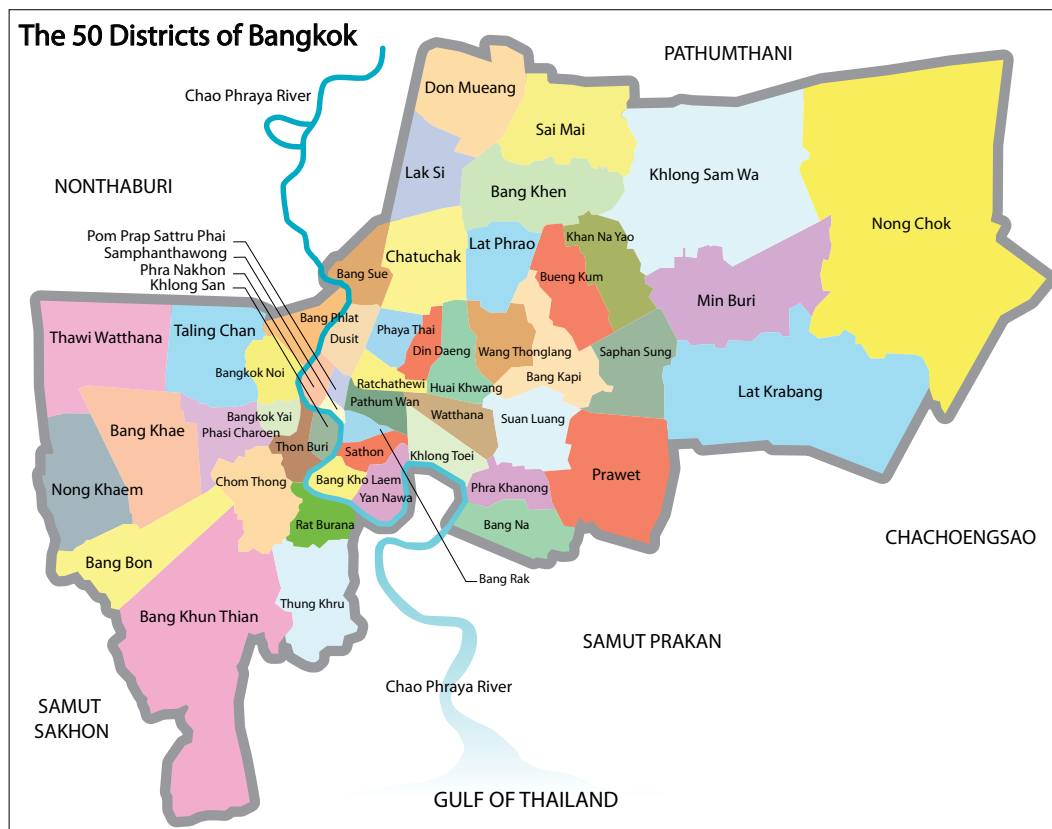 The 50 Districts of Bangkok
PATHUMTHANI
Don Mueang
Chao Phraya River
Sai Mai
Lak Si
Khlong Sam Wa
NONTHABURI
Bang Khen
Nong Chok
Pom Prap Sattru Phai
Samphanthawong
Phra Nakhon
Khlong San
Lat Phrao
Khan Na Yao
Chatuchak
Bang Sue
Bueng Kum
Min Buri
Bang Phlat
Thawi Watthana
Taling Chan
Dusit
Phaya Thai
Din Daeng
Wang Thonglang
Saphan Sung
Bangkok Noi
Ratchathewi
Huai Khwang
Bang Kapi
Lat Krabang
Pathum Wan
Bangkok Yai
Watthana
Suan Luang
Bang Khae
Phasi Charoen
Thon Buri
Sathon
Khlong Toei
Prawet
Nong Khaem
Chom Thong
Bang Kho Laem
Phra Khanong
Yan Nawa
Rat Burana
Bang Na
CHACHOENGSAO
Bang Bon
Bang Rak
Thung Khru
Bang Khun Thian
SAMUT PRAKAN
Chao Phraya River
SAMUT
SAKHON
GULF OF THAILAND